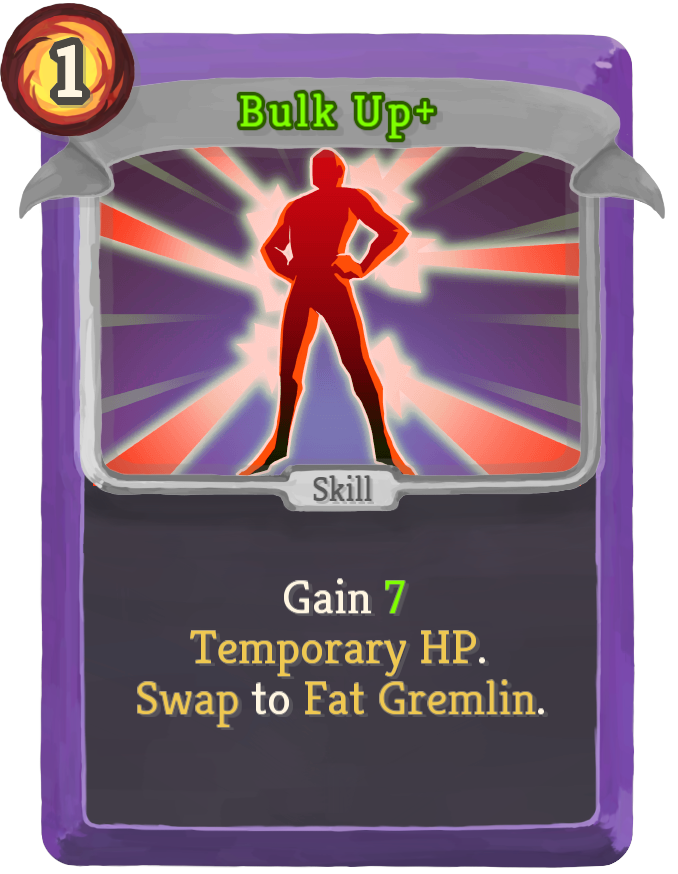 1
Bulk Up+
Skill
Gain 7
Temporary HP.
Swap to Fat Gremlin.